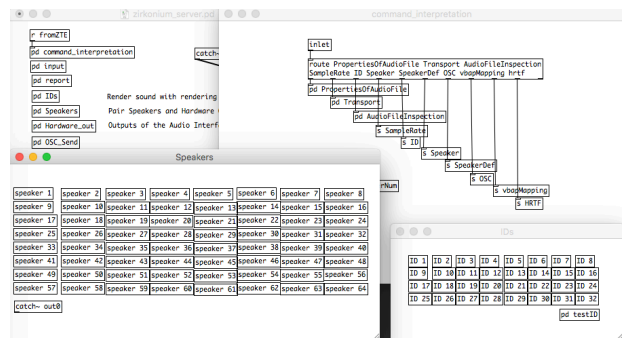 zirkonium_server.pd
r fromZTE
pd command_interpretation
pd input
pd report
pd IDs
pd Speakers
pd Hardware_out
pd OSC_Send
catch~
Render sound with rendering
Pair Speakers and Hardware
Outputs of the Audio Interf
command_interpretation
inlet
route PropertiesOfAudioFile Transport AudioFileInspection
SampleRate ID Speaker SpeakerDef OSC vbapMapping hrtf
pd PropertiesOfAudioFile
pd Transport
pd AudioFileInspection
s SampleRate
s ID
s Speaker
s SpeakerDef
s OSC
s vbapMapping
s HRTF
rNum
Speakers
speaker 1 speaker 2 speaker 3 speaker 4 speaker 5 speaker 6 speaker 7 speaker 8
speaker 9 speaker 10 speaker 11 speaker 12 speaker 13 speaker 14 speaker 15 speaker 16
speaker 17 speaker 18 speaker 19 speaker 20 speaker 21 speaker 22 speaker 23 speaker 24
speaker 25 speaker 26 speaker 27 speaker 28 speaker 29 speaker 30 speaker 31 speaker 32
speaker 33 speaker 34 speaker 35 speaker 36 speaker 37 speaker 38 speaker 39 speaker 40
speaker 41 speaker 42 speaker 43 speaker 44 speaker 45 speaker 46 speaker 47 speaker 48
speaker 49 speaker 50 speaker 51 speaker 52 speaker 53 speaker 54 speaker 55 speaker 56
speaker 57 speaker 58 speaker 59 speaker 60 speaker 61 speaker 62 speaker 63 speaker 64
catch~ out0
IDs
ID 1 ID 2 ID 3 ID 4 ID 5 ID 6 ID 7 ID 8
ID 9 ID 10 ID 11 ID 12 ID 13 ID 14 ID 15 ID 16
ID 17 ID 18 ID 19 ID 20 ID 21 ID 22 ID 23 ID 24
ID 25 ID 26 ID 27 ID 28 ID 29 ID 30 ID 31 ID 32
pd testID